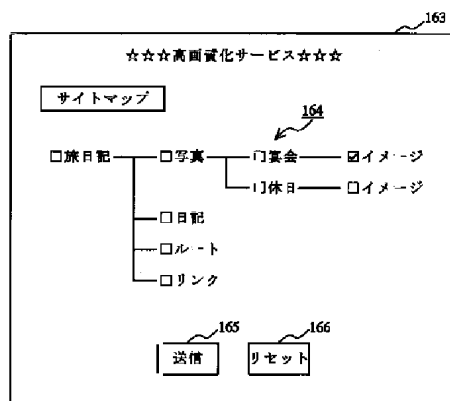 163
☆☆☆高画質化サービス☆☆☆
サイトマップ
164
□旅日記 □写真 □宴会 ☑イメージ
□休日 □イメージ
□日記
□ルート
□リンク
165 166
送信 リセット